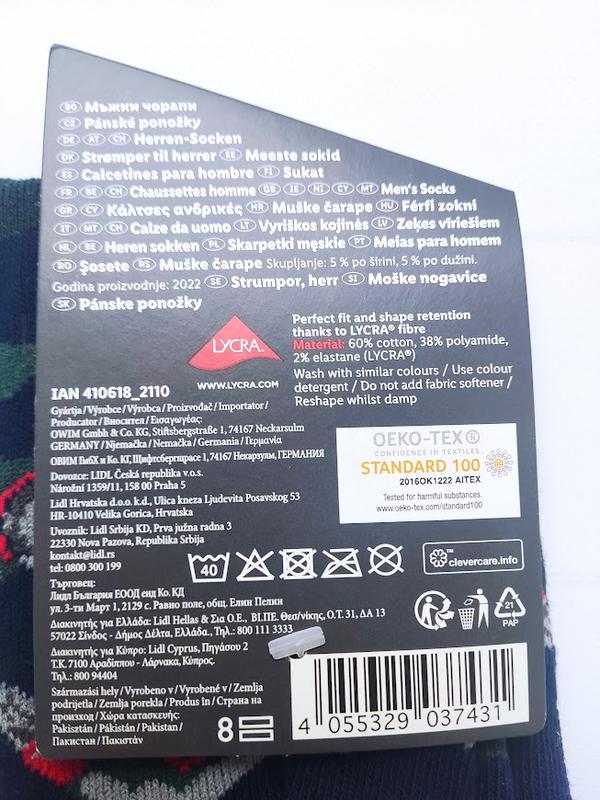 BG Мъжки чорапи
CZ Pánské ponožky
DE AT CH Herren-Socken
DK Strømper til herrer EE Meeste sokid
ES Calcetines para hombre FI Sukat
FR BE CH Chaussettes homme GB IE NI CY MT Men's Socks
GR CY Κάλτσες ανδρικές HR Muške čarape HU Férfi zokni
IT MT CH Calze da uomo LT Vyriškos kojinės LV Zeķes vīriešiem
NL BE Heren sokken PL Skarpetki męskie PT Meias para homem
RO Șosete RS Muške čarape Skupljanje: 5 % po širini, 5 % po dužini.
Godina proizvodnje: 2022 SE Strumpor, herr SI Moške nogavice
SK Pánske ponožky
LYCRA
WWW.LYCRA.COM
Perfect fit and shape retention
thanks to LYCRA® fibre
Material: 60% cotton, 38% polyamide,
2% elastane (LYCRA®)
Wash with similar colours / Use colour
detergent / Do not add fabric softener /
Reshape whilst damp
IAN 410618_2110
Gyártja / Výrobce / Výrobca / Proizvođač / Importator /
Producator / Вносител / Εισαγωγέας:
OWIM GmbH & Co. KG, Stiftsbergstrasse 1, 74167 Neckarsulm
GERMANY / Njemačka / Nemačka / Germania / Γερμανία
ОВИМ ГмбХ и Ко. КГ, Щифтсбергщрасе 1, 74167 Некарзулм, ГЕРМАНИЯ
Dovozce: LIDL Česká republika v.o.s.
Nárožní 1359/11, 158 00 Praha 5
Lidl Hrvatska d.o.o. k.d., Ulica kneza Ljudevita Posavskog 53
HR-10410 Velika Gorica, Hrvatska
Uvoznik: Lidl Srbija KD, Prva južna radna 3
22330 Nova Pazova, Republika Srbija
kontakt@lidl.rs
tel: 0800 300 199
OEKO-TEX®
CONFIDENCE IN TEXTILES
STANDARD 100
2016OK1222 AITEX
Tested for harmful substances.
www.oeko-tex.com/standard100
40
clevercare.info
Търговец:
Лидл България ЕООД енд Ко. КД
ул. 3-ти Март 1, 2129 с. Равно поле, общ. Елин Пелин
Διακινητής για Ελλάδα: Lidl Hellas & Σια Ο.Ε., ΒΙ.ΠΕ. Θεσ/νίκης, Ο.Τ. 31, ΔΑ 13
57022 Σίνδος - Δήμος Δέλτα, Ελλάδα., Τηλ.: 800 111 3333
Διακινητής για Κύπρο: Lidl Cyprus, Πηγάσου 2
Τ.Κ. 7100 Αραδίππου - Λάρνακα, Κύπρος.
Τηλ.: 800 94404
21
PAP
Származási hely / Vyrobeno v / Vyrobené v / Zemlja
podrijetla / Zemlja porekla / Produs în / Страна на
произход / Χώρα κατασκευής:
Pakisztán / Pákistán / Pakistan /
Пакистан / Πακιστάν
8
4 055329 037431